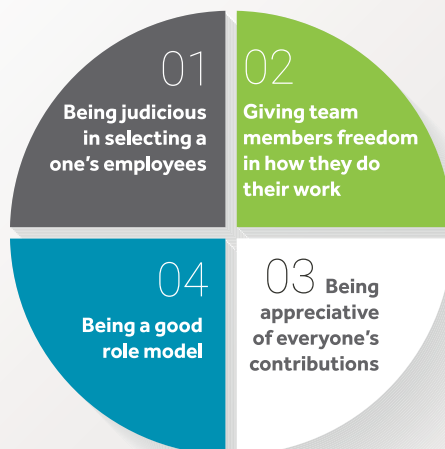 01
Being judicious
in selecting a
one's employees
02
Giving team
members freedom
in how they do
their work
03 Being
appreciative
of everyone's
contributions
04
Being a good
role model